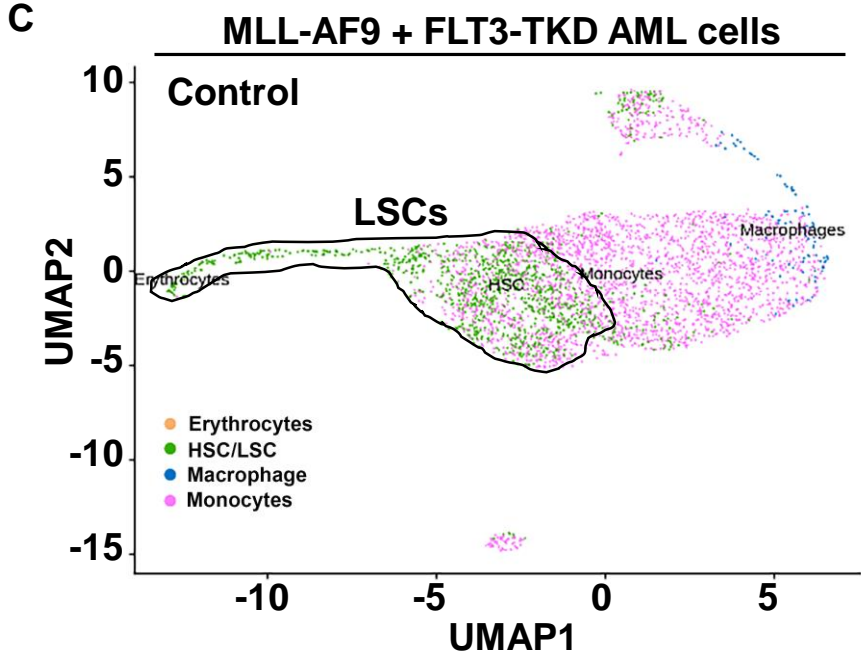 C
MLL-AF9 + FLT3-TKD AML cells
Control
10
5
0
-5
-10
-15
UMAP2
LSCs
Macrophages
Erythrocytes
HSC
Monocytes
Erythrocytes
HSC/LSC
Macrophage
Monocytes
-10
-5
0
5
UMAP1